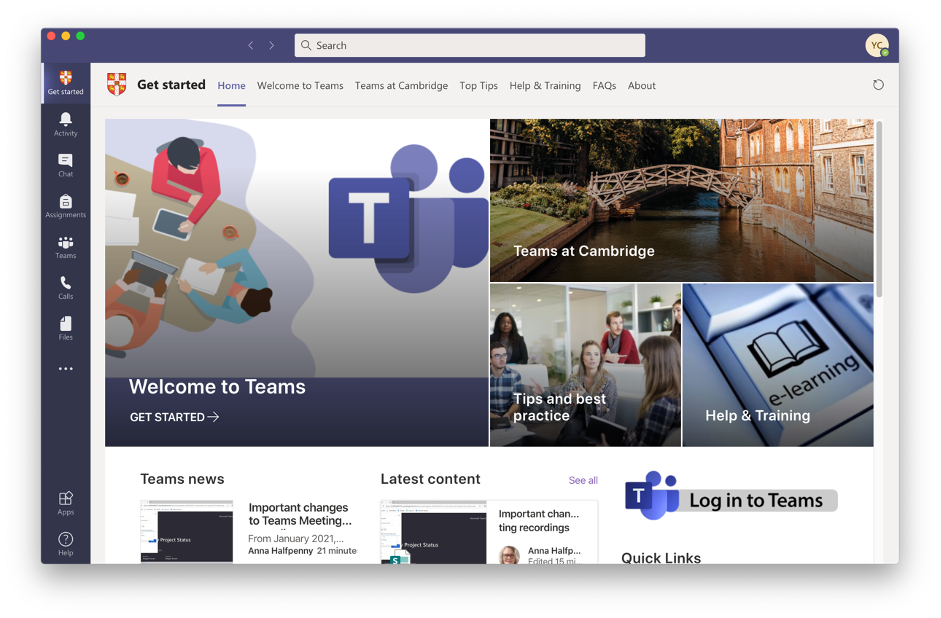 Search
YC
Get started
Get started
Home
Welcome to Teams
Teams at Cambridge
Top Tips
Help & Training
FAQs
About
Activity
Chat
Assignments
Teams
Calls
Files
Apps
Help
T
Welcome to Teams
GET STARTED
Teams at Cambridge
Tips and best
practice
e-learning
Help & Training
Teams news
Project Status
Important changes
to Teams Meeting...
From January 2021,...
Anna Halfpenny 21 minute
Latest content
See all
Project Status
S
Important chan...
ting recordings
Anna Halfp...
Edited 15 mi...
T
Log in to Teams
Quick Links